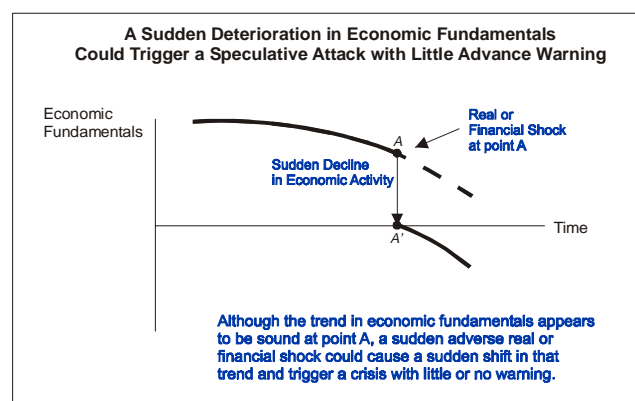 A Sudden Deterioration in Economic Fundamentals
Could Trigger a Speculative Attack with Little Advance Warning
Economic
Fundamentals
Real or
Financial Shock
at point A
A
Sudden Decline
in Economic Activity
Time
A'
Although the trend in economic fundamentals appears
to be sound at point A, a sudden adverse real or
financial shock could cause a sudden shift in that
trend and trigger a crisis with little or no warning.